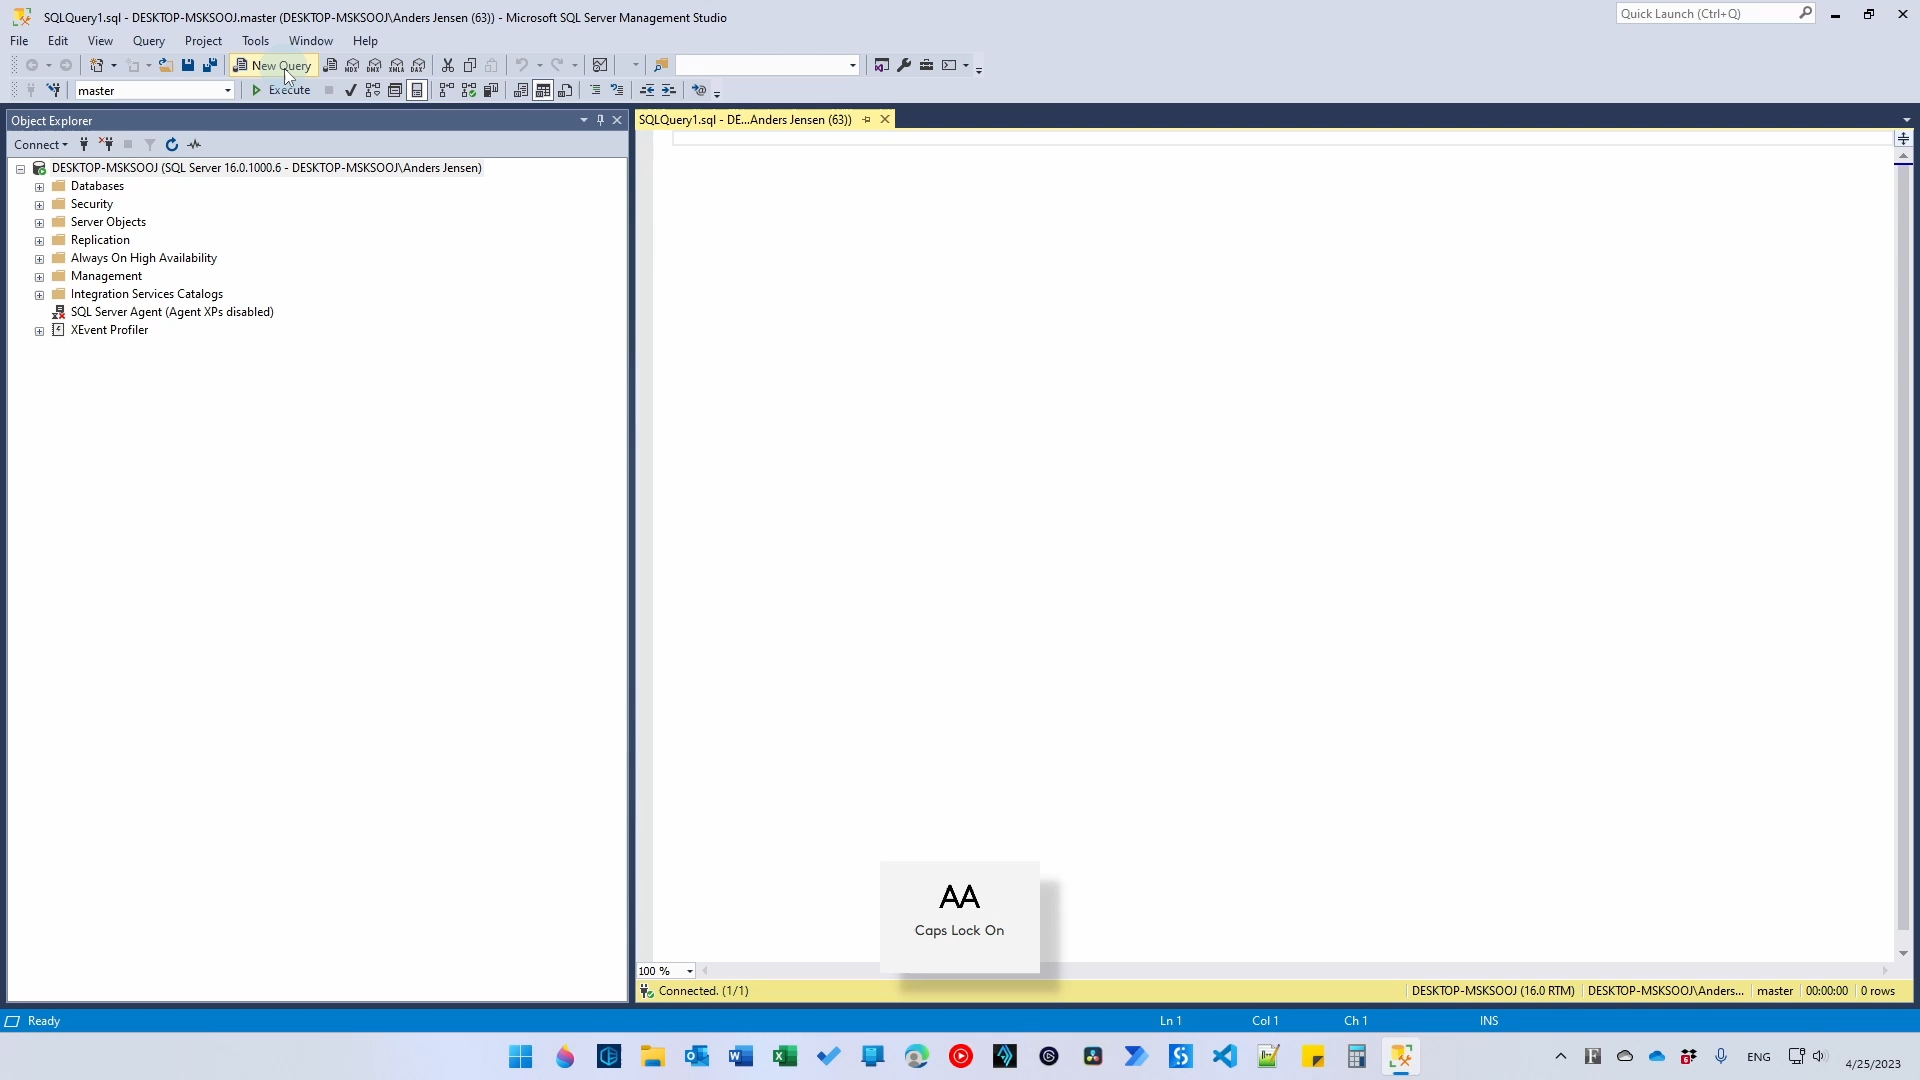 SQLQuery1.sql - DESKTOP-MSKSOOJ.master (DESKTOP-MSKSOOJ\Anders Jensen (63)) - Microsoft SQL Server Management Studio
Quick Launch (Ctrl+Q)
File Edit View Query Project Tools Window Help
New Query
MDX DMX XMLA DAX
master Execute
Object Explorer
SQLQuery1.sql - DE...Anders Jensen (63))
Connect
DESKTOP-MSKSOOJ (SQL Server 16.0.1000.6 - DESKTOP-MSKSOOJ\Anders Jensen)
Databases
Security
Server Objects
Replication
Always On High Availability
Management
Integration Services Catalogs
SQL Server Agent (Agent XPs disabled)
XEvent Profiler
AA
Caps Lock On
100 %
Connected. (1/1)
DESKTOP-MSKSOOJ (16.0 RTM) DESKTOP-MSKSOOJ\Anders... master 00:00:00 0 rows
Ready Ln 1 Col 1 Ch 1 INS
ENG
4/25/2023